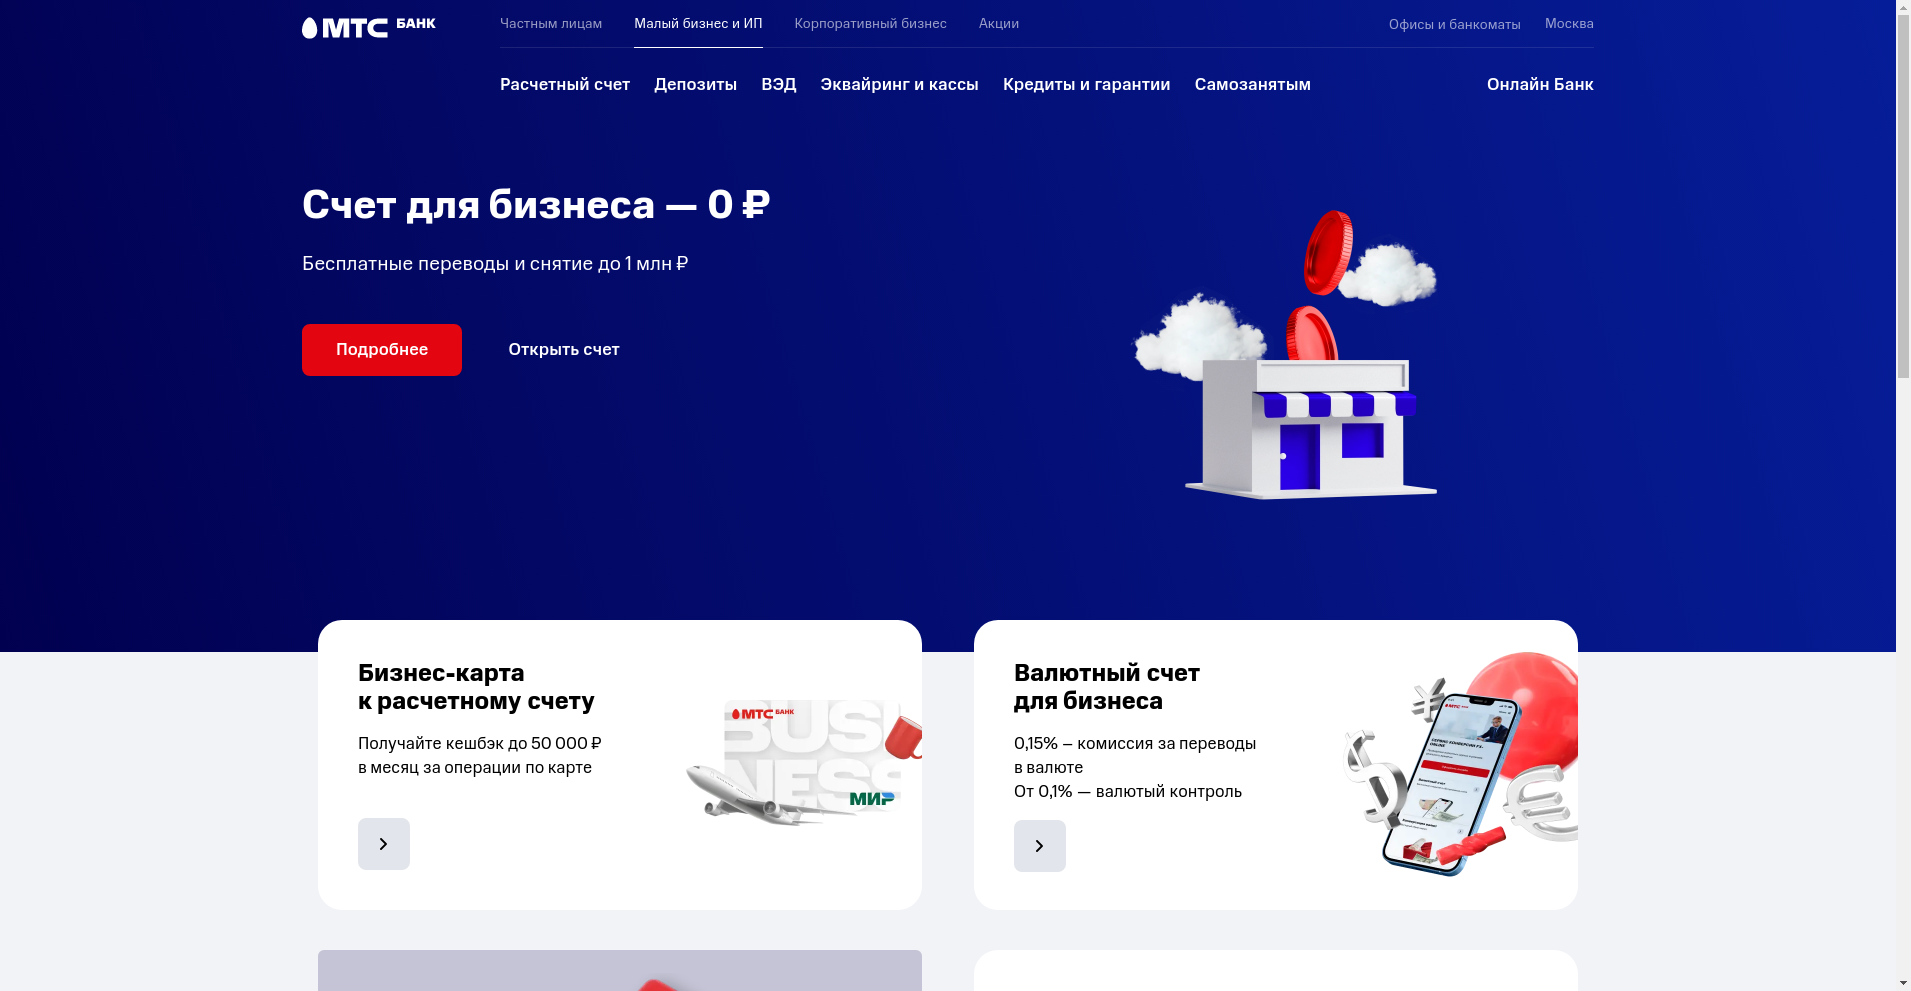 МТС БАНК
Частным лицам
Малый бизнес и ИП
Корпоративный бизнес
Акции
Офисы и банкоматы
Москва
Расчетный счет
Депозиты
ВЭД
Эквайринг и кассы
Кредиты и гарантии
Самозанятым
Онлайн Банк
Счет для бизнеса — 0 ₽
Бесплатные переводы и снятие до 1 млн ₽
Подробнее
Открыть счет
Бизнес-карта
к расчетному счету
Получайте кешбэк до 50 000 ₽
в месяц за операции по карте
МТС БАНК
BUSI
NESS
МИР
Валютный счет
для бизнеса
0,15% – комиссия за переводы
в валюте
От 0,1% — валютый контроль